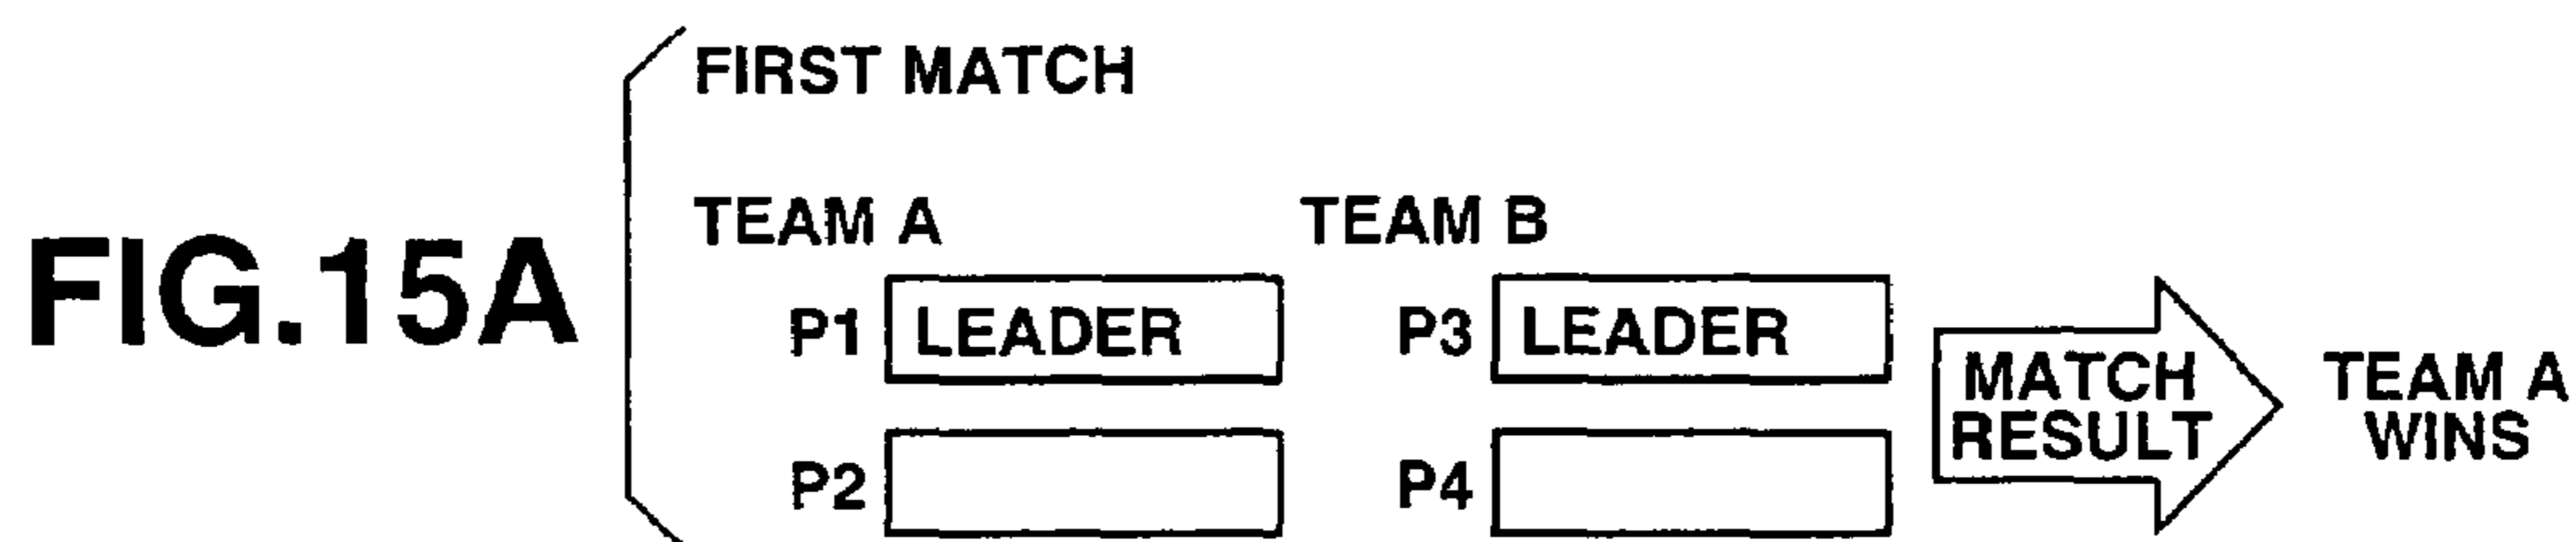 FIG.15A
FIRST MATCH
TEAM A
TEAM B
P1 LEADER
P3 LEADER
P2
P4
MATCH
RESULT
TEAM A
WINS